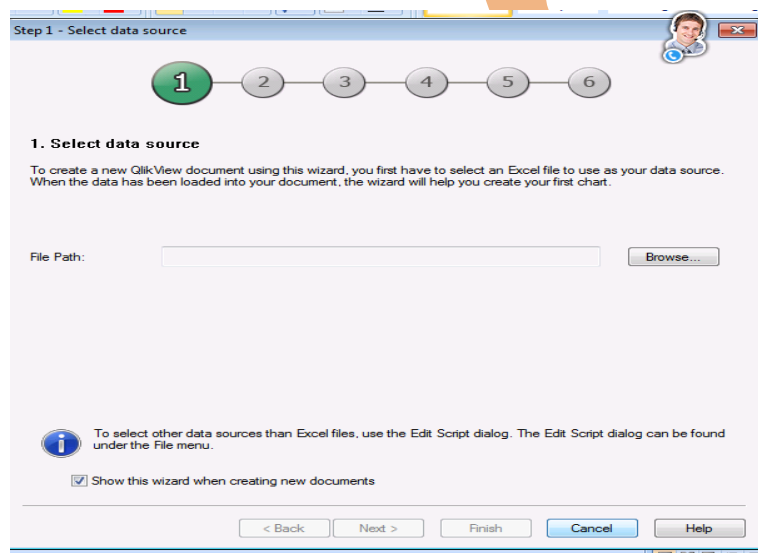 Step 1 - Select data source
1 2 3 4 5 6
1. Select data source
To create a new QlikView document using this wizard, you first have to select an Excel file to use as your data source.
When the data has been loaded into your document, the wizard will help you create your first chart.
File Path:
Browse...
To select other data sources than Excel files, use the Edit Script dialog. The Edit Script dialog can be found
under the File menu.
Show this wizard when creating new documents
< Back Next > Finish Cancel Help